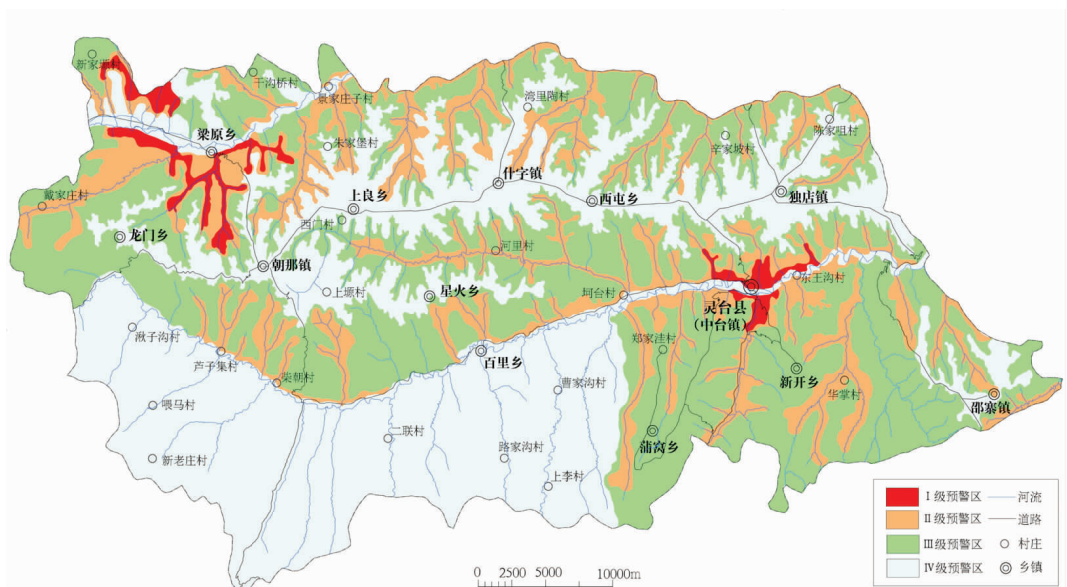 新家塬村
干沟桥村
景家庄子村
湾里陶村
陈家咀村
辛家坡村
朱家堡村
梁原乡
什字镇
西屯乡
独店镇
戴家庄村
上良乡
西门村
龙门乡
朝那镇
河里村
上塬村
星火乡
坷台村
东王沟村
灵台县
(中台镇)
湫子沟村
芦子集村
柴朝村
百里乡
郑家洼村
新开乡
华掌村
曹家沟村
邵寨镇
喂马村
二联村
蒲窝乡
新老庄村
路家沟村
上李村
I级预警区
河流
II级预警区
道路
III级预警区
村庄
IV级预警区
乡镇
0 2500 5000 10000m